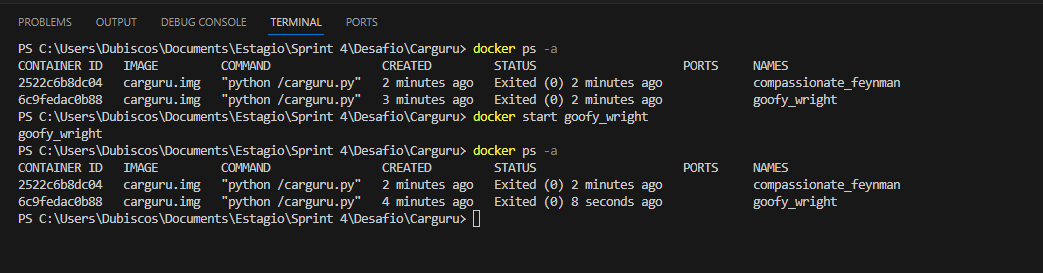 PROBLEMS OUTPUT DEBUG CONSOLE TERMINAL PORTS
PS C:\Users\Dubiscos\Documents\Estagio\Sprint 4\Desafio\Carguru> docker ps -a
CONTAINER ID IMAGE COMMAND CREATED STATUS PORTS NAMES
2522c6b8dc04 carguru.img "python /carguru.py" 2 minutes ago Exited (0) 2 minutes ago compassionate_feynman
6c9fedac0b88 carguru.img "python /carguru.py" 3 minutes ago Exited (0) 2 minutes ago goofy_wright
PS C:\Users\Dubiscos\Documents\Estagio\Sprint 4\Desafio\Carguru> docker start goofy_wright
goofy_wright
PS C:\Users\Dubiscos\Documents\Estagio\Sprint 4\Desafio\Carguru> docker ps -a
CONTAINER ID IMAGE COMMAND CREATED STATUS PORTS NAMES
2522c6b8dc04 carguru.img "python /carguru.py" 2 minutes ago Exited (0) 2 minutes ago compassionate_feynman
6c9fedac0b88 carguru.img "python /carguru.py" 4 minutes ago Exited (0) 8 seconds ago goofy_wright
PS C:\Users\Dubiscos\Documents\Estagio\Sprint 4\Desafio\Carguru>